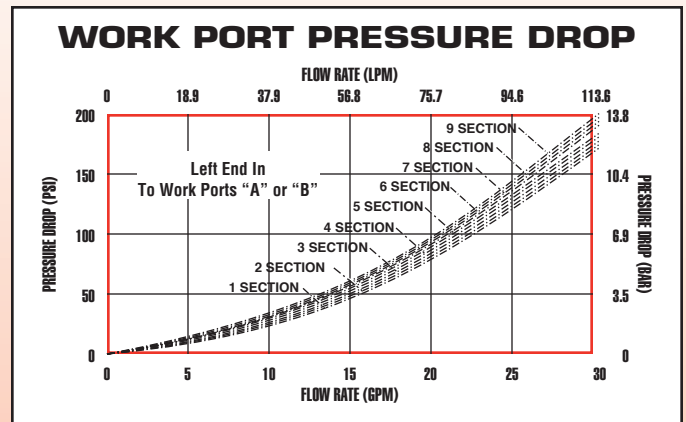 WORK PORT PRESSURE DROP
FLOW RATE (LPM)
0 18.9 37.9 56.8 75.7 94.6 113.6
200 13.8
9 SECTION
8 SECTION
Left End In
7 SECTION
150 10.4
To Work Ports “A” or “B”
6 SECTION
5 SECTION
PRESSURE DROP (PSI)
PRESSURE DROP (BAR)
4 SECTION
100 6.9
3 SECTION
2 SECTION
1 SECTION
50 3.5
0 0
0 5 10 15 20 25 30
FLOW RATE (GPM)